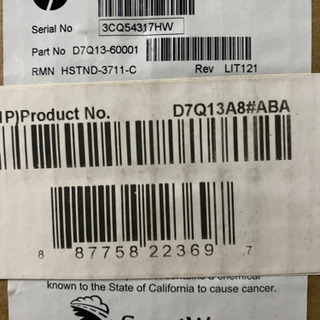 Serial No 3CQ54317HW
Part No D7Q13-60001
RMN HSTND-3711-C Rev LIT121
1P)Product No. D7Q13A8#ABA
8 87758 22369 7
known to the State of California to cause cancer.